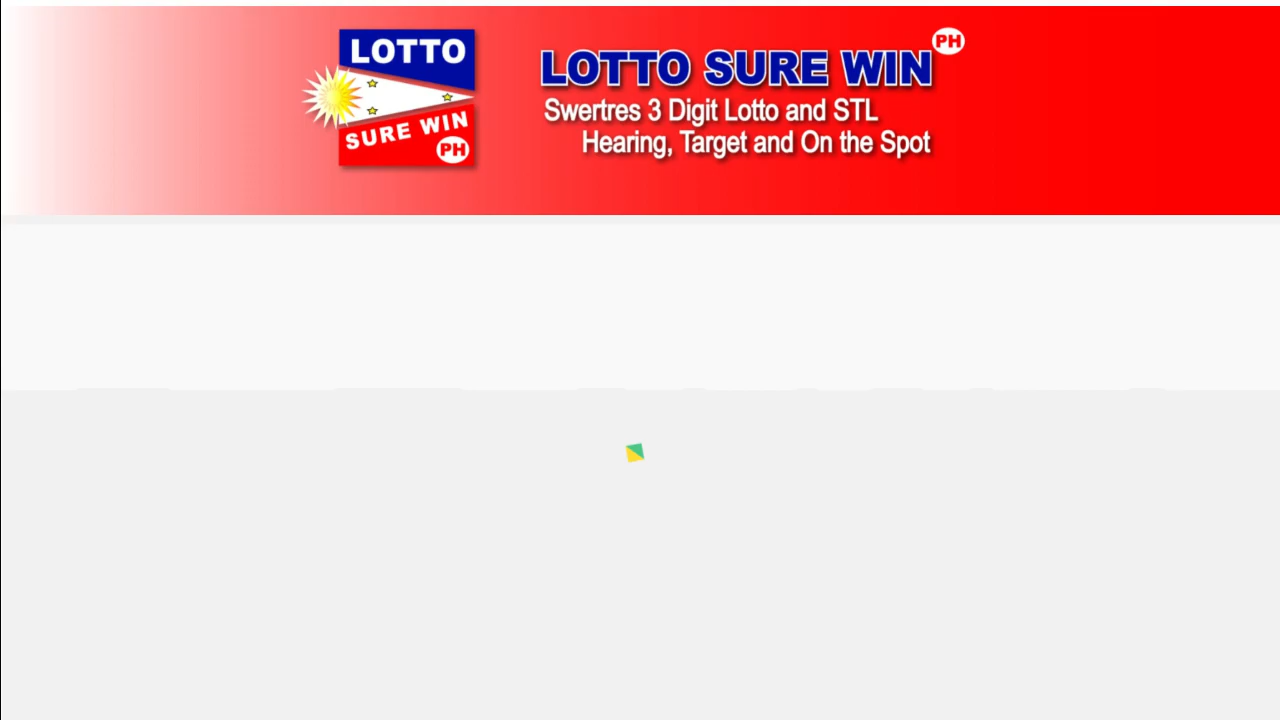 LOTTO
SURE WIN
PH
LOTTO SURE WIN PH
Swertres 3 Digit Lotto and STL
Hearing, Target and On the Spot